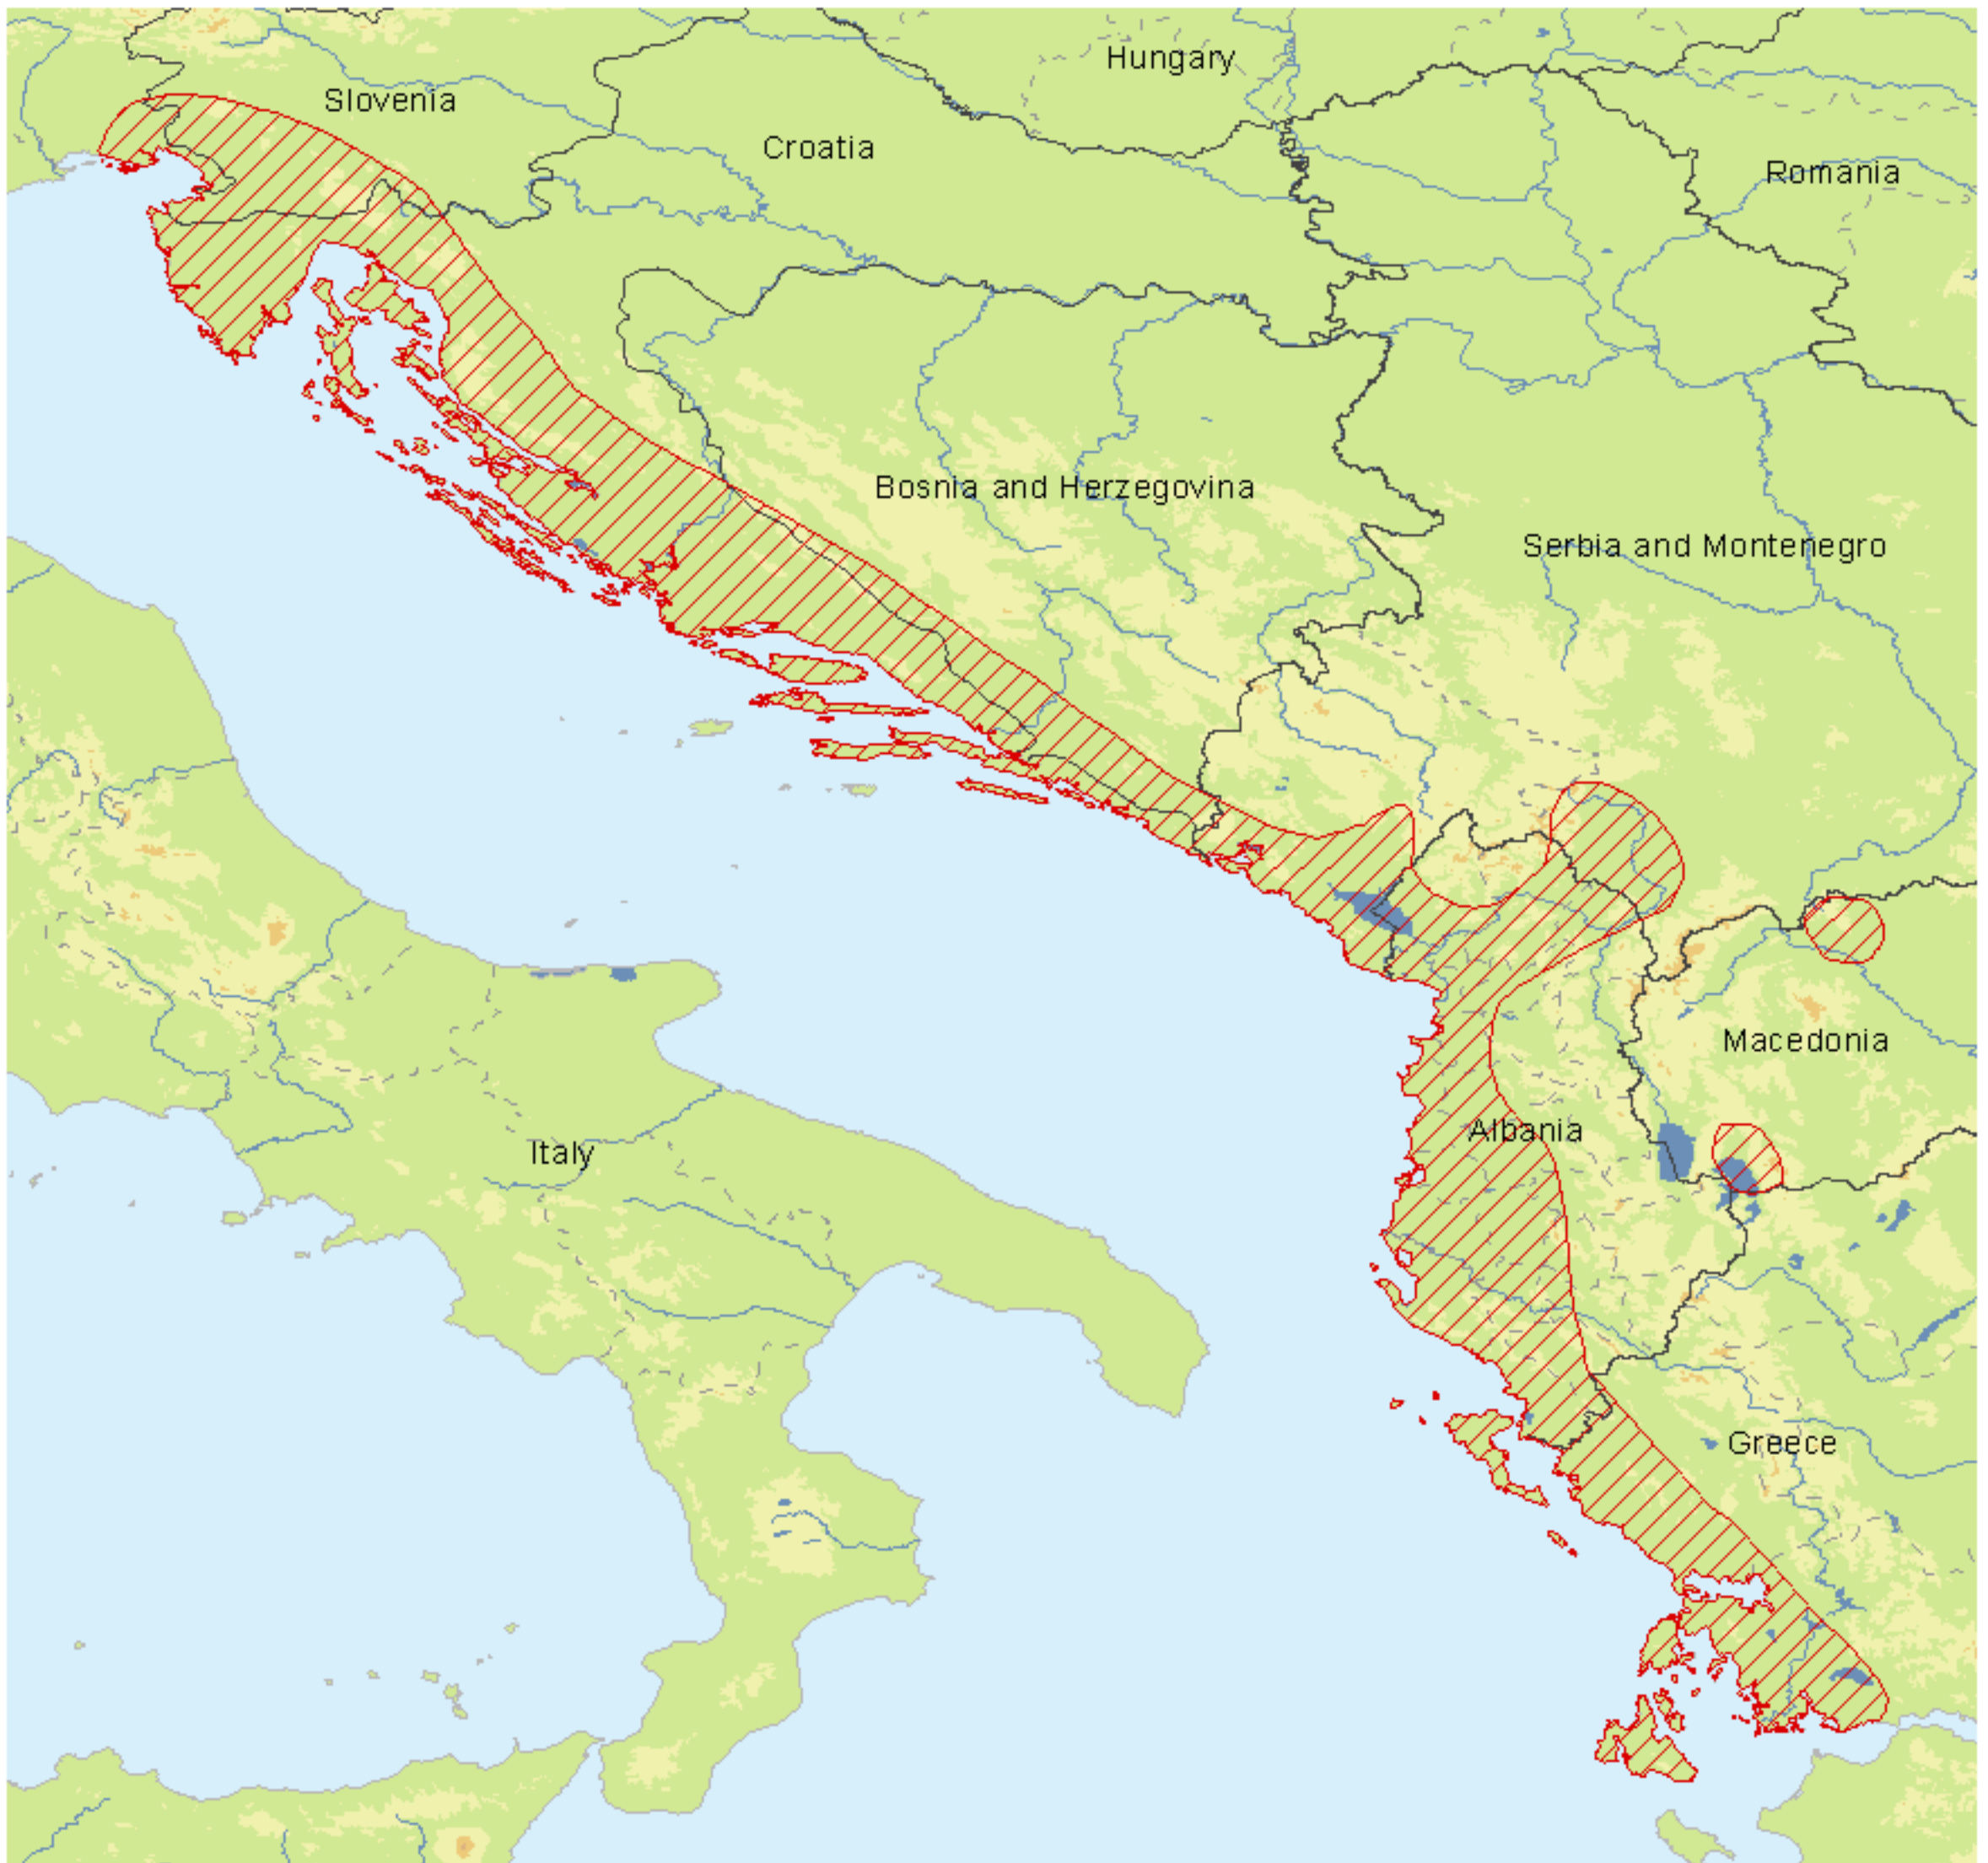 Hungary
Slovenia
Croatia
Romania
Bosnia and Herzegovina
Serbia and Montenegro
Macedonia
Albania
Italy
Greece